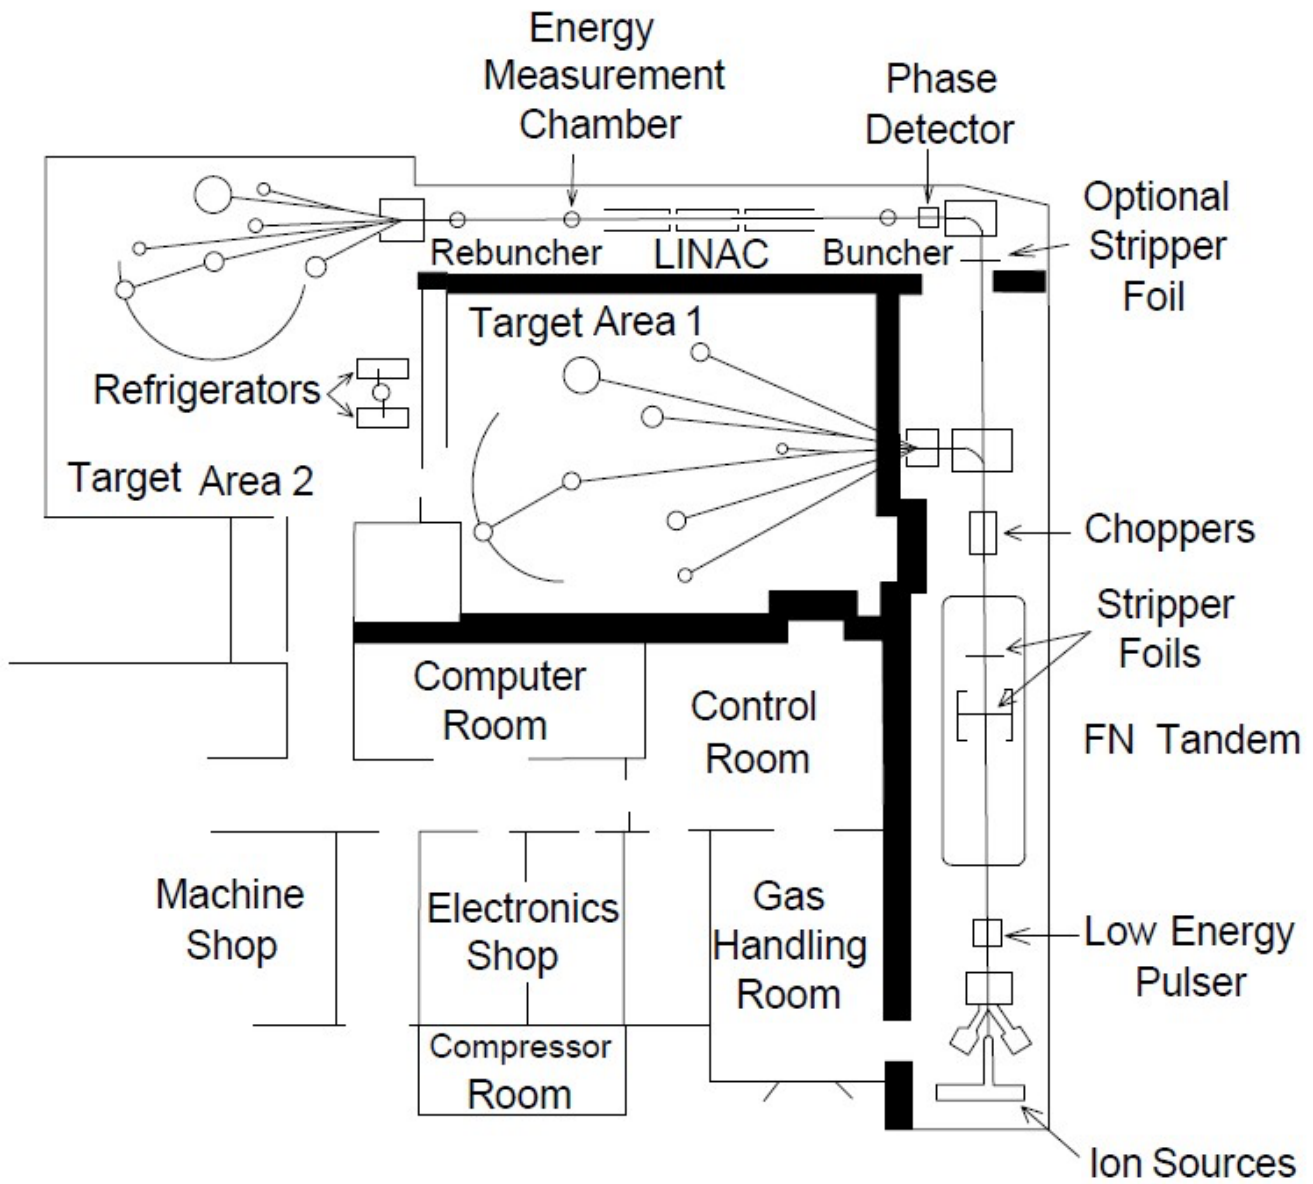 Energy
Measurement
Chamber
Phase
Detector
Optional
Stripper
Foil
Rebuncher
LINAC
Buncher
Target Area 1
Refrigerators
Target Area 2
Choppers
Stripper
Foils
FN Tandem
Computer
Room
Control
Room
Machine
Shop
Electronics
Shop
Gas
Handling
Room
Low Energy
Pulser
Compressor
Room
Ion Sources